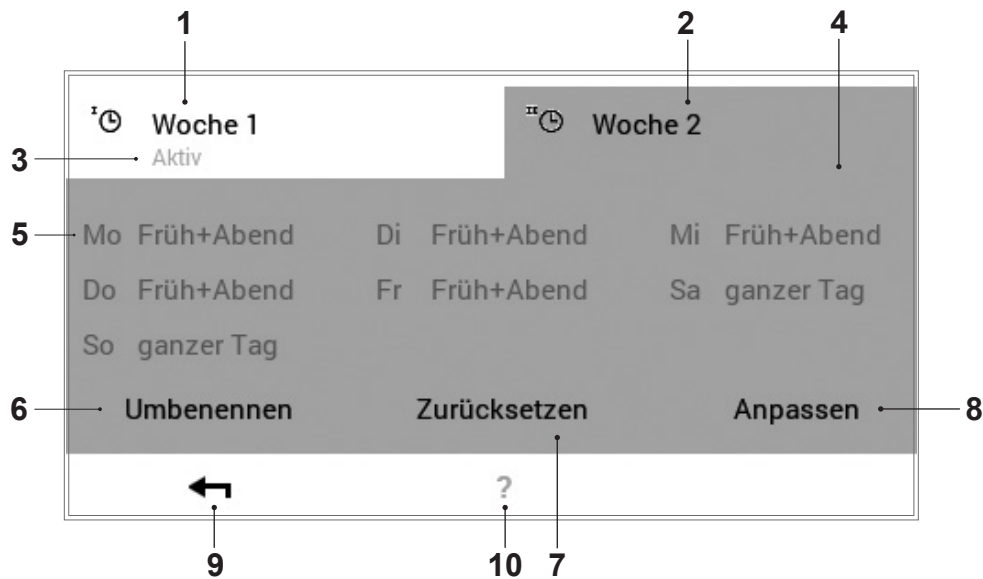 1 2 4
I Woche 1 II Woche 2
3 Aktiv
5 Mo Früh+Abend Di Früh+Abend Mi Früh+Abend
Do Früh+Abend Fr Früh+Abend Sa ganzer Tag
So ganzer Tag
6 Umbenennen Zurücksetzen Anpassen 8
?
9 10 7